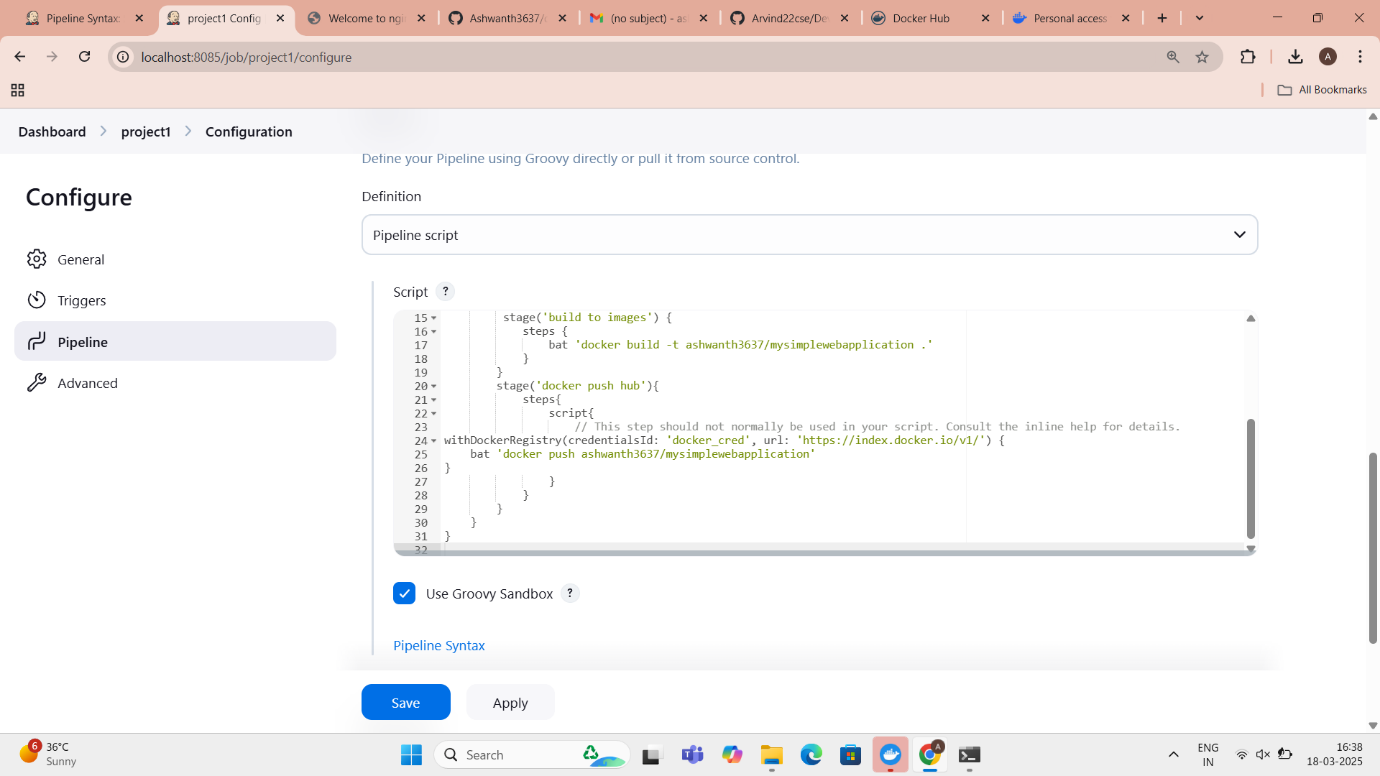 Pipeline Syntax:
project1 Config
Welcome to ngi
Ashwanth3637/
(no subject) - as
Arvind22cse/De
Docker Hub
Personal access
localhost:8085/job/project1/configure
A
All Bookmarks
Dashboard
project1
Configuration
Define your Pipeline using Groovy directly or pull it from source control.
Configure
Definition
Pipeline script
General
Triggers
Pipeline
Advanced
Script ?
15 stage('build to images') {
16 steps {
17 bat 'docker build -t ashwanth3637/mysimplewebapplication .'
18 }
19 }
20 stage('docker push hub'){
21 steps{
22 script{
23 // This step should not normally be used in your script. Consult the inline help for details.
24 withDockerRegistry(credentialsId: 'docker_cred', url: 'https://index.docker.io/v1/') {
25 bat 'docker push ashwanth3637/mysimplewebapplication'
26 }
27 }
28 }
29 }
30 }
31 }
32
Use Groovy Sandbox ?
Pipeline Syntax
Save
Apply
6
36°C
Sunny
Search
A
ENG
IN
16:38
18-03-2025